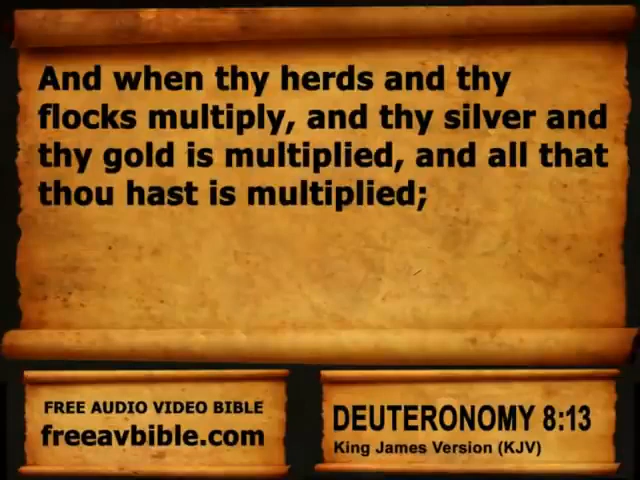 And when thy herds and thy
flocks multiply, and thy silver and
thy gold is multiplied, and all that
thou hast is multiplied;
FREE AUDIO VIDEO BIBLE
freeavbible.com
DEUTERONOMY 8:13
King James Version (KJV)